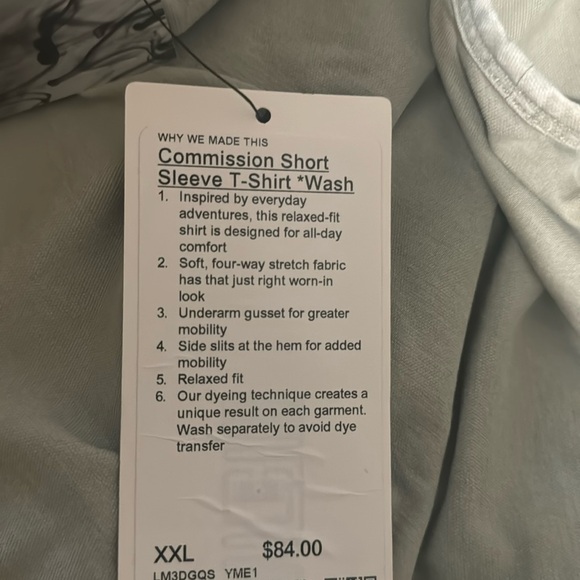 WHY WE MADE THIS
Commission Short
Sleeve T-Shirt *Wash
1. Inspired by everyday
adventures, this relaxed-fit
shirt is designed for all-day
comfort
2. Soft, four-way stretch fabric
has that just right worn-in
look
3. Underarm gusset for greater
mobility
4. Side slits at the hem for added
mobility
5. Relaxed fit
6. Our dyeing technique creates a
unique result on each garment.
Wash separately to avoid dye
transfer
XXL $84.00
LM3DGQS YME1